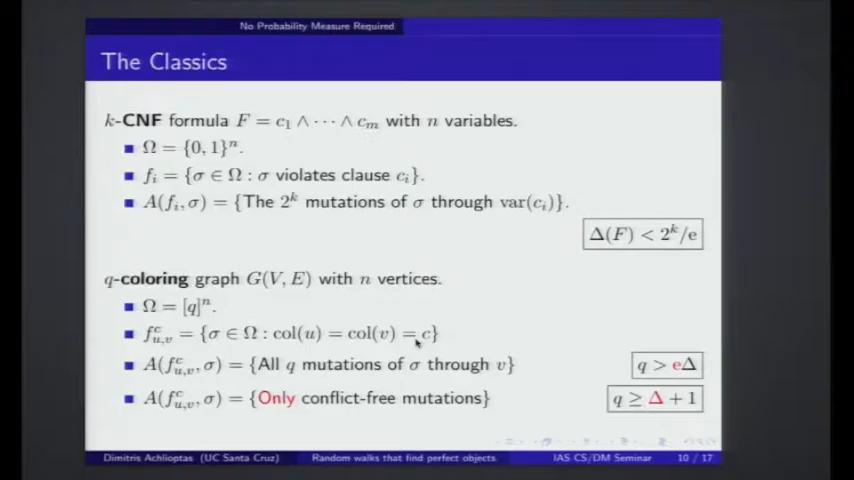 No Probability Measure Required
The Classics
k-CNF formula F = c₁ ∧ ⋯ ∧ cₘ with n variables.
Ω = {0, 1}ⁿ.
fᵢ = {σ ∈ Ω : σ violates clause cᵢ}.
A(fᵢ, σ) = {The 2ᵏ mutations of σ through var(cᵢ)}.
Δ(F) < 2ᵏ/e
q-coloring graph G(V, E) with n vertices.
Ω = [q]ⁿ.
f^c_{u,v} = {σ ∈ Ω : col(u) = col(v) = c}
A(f^c_{u,v}, σ) = {All q mutations of σ through v}
q > eΔ
A(f^c_{u,v}, σ) = {Only conflict-free mutations}
q ≥ Δ + 1
Dimitris Achlioptas (UC Santa Cruz) Random walks that find perfect objects IAS CS/DM Seminar 10 / 17